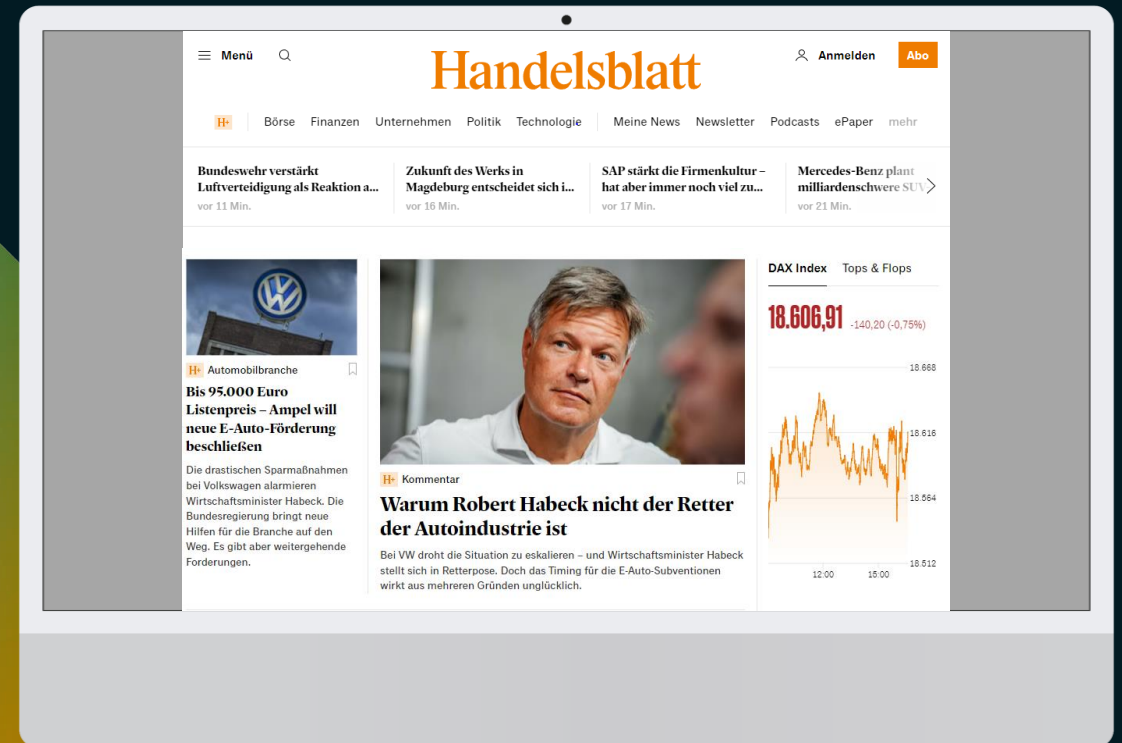 Menü
Handelsblatt
Anmelden
Abo
H+ Börse Finanzen Unternehmen Politik Technologie Meine News Newsletter Podcasts ePaper mehr
Bundeswehr verstärkt
Luftverteidigung als Reaktion a...
vor 11 Min.
Zukunft des Werks in
Magdeburg entscheidet sich i...
vor 16 Min.
SAP stärkt die Firmenkultur –
hat aber immer noch viel zu...
vor 17 Min.
Mercedes-Benz plant
milliardenschwere SUV
vor 21 Min.
VW
H+ Automobilbranche
Bis 95.000 Euro
Listenpreis – Ampel will
neue E-Auto-Förderung
beschließen
Die drastischen Sparmaßnahmen
bei Volkswagen alarmieren
Wirtschaftsminister Habeck. Die
Bundesregierung bringt neue
Hilfen für die Branche auf den
Weg. Es gibt aber weitergehende
Forderungen.
H+ Kommentar
Warum Robert Habeck nicht der Retter
der Autoindustrie ist
Bei VW droht die Situation zu eskalieren – und Wirtschaftsminister Habeck
stellt sich in Retterpose. Doch das Timing für die E-Auto-Subventionen
wirkt aus mehreren Gründen unglücklich.
DAX Index Tops & Flops
18.606,91 -140,20 (-0,75%)
18.668
18.616
18.564
18.512
12:00 15:00